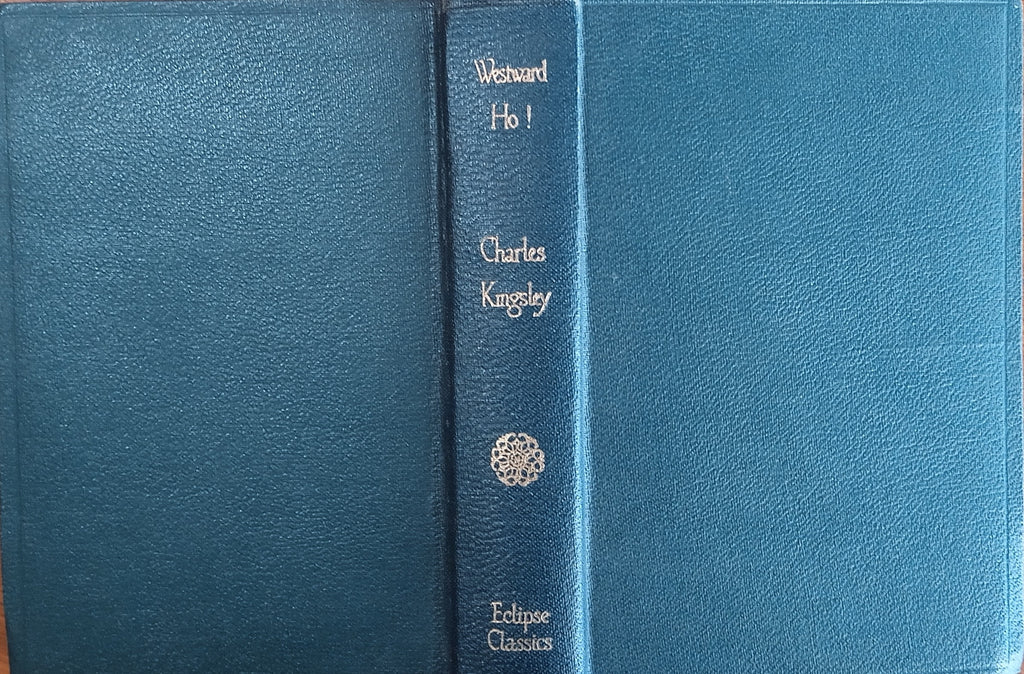 Westward
Ho !
Charles
Kingsley
Eclipse
Classics